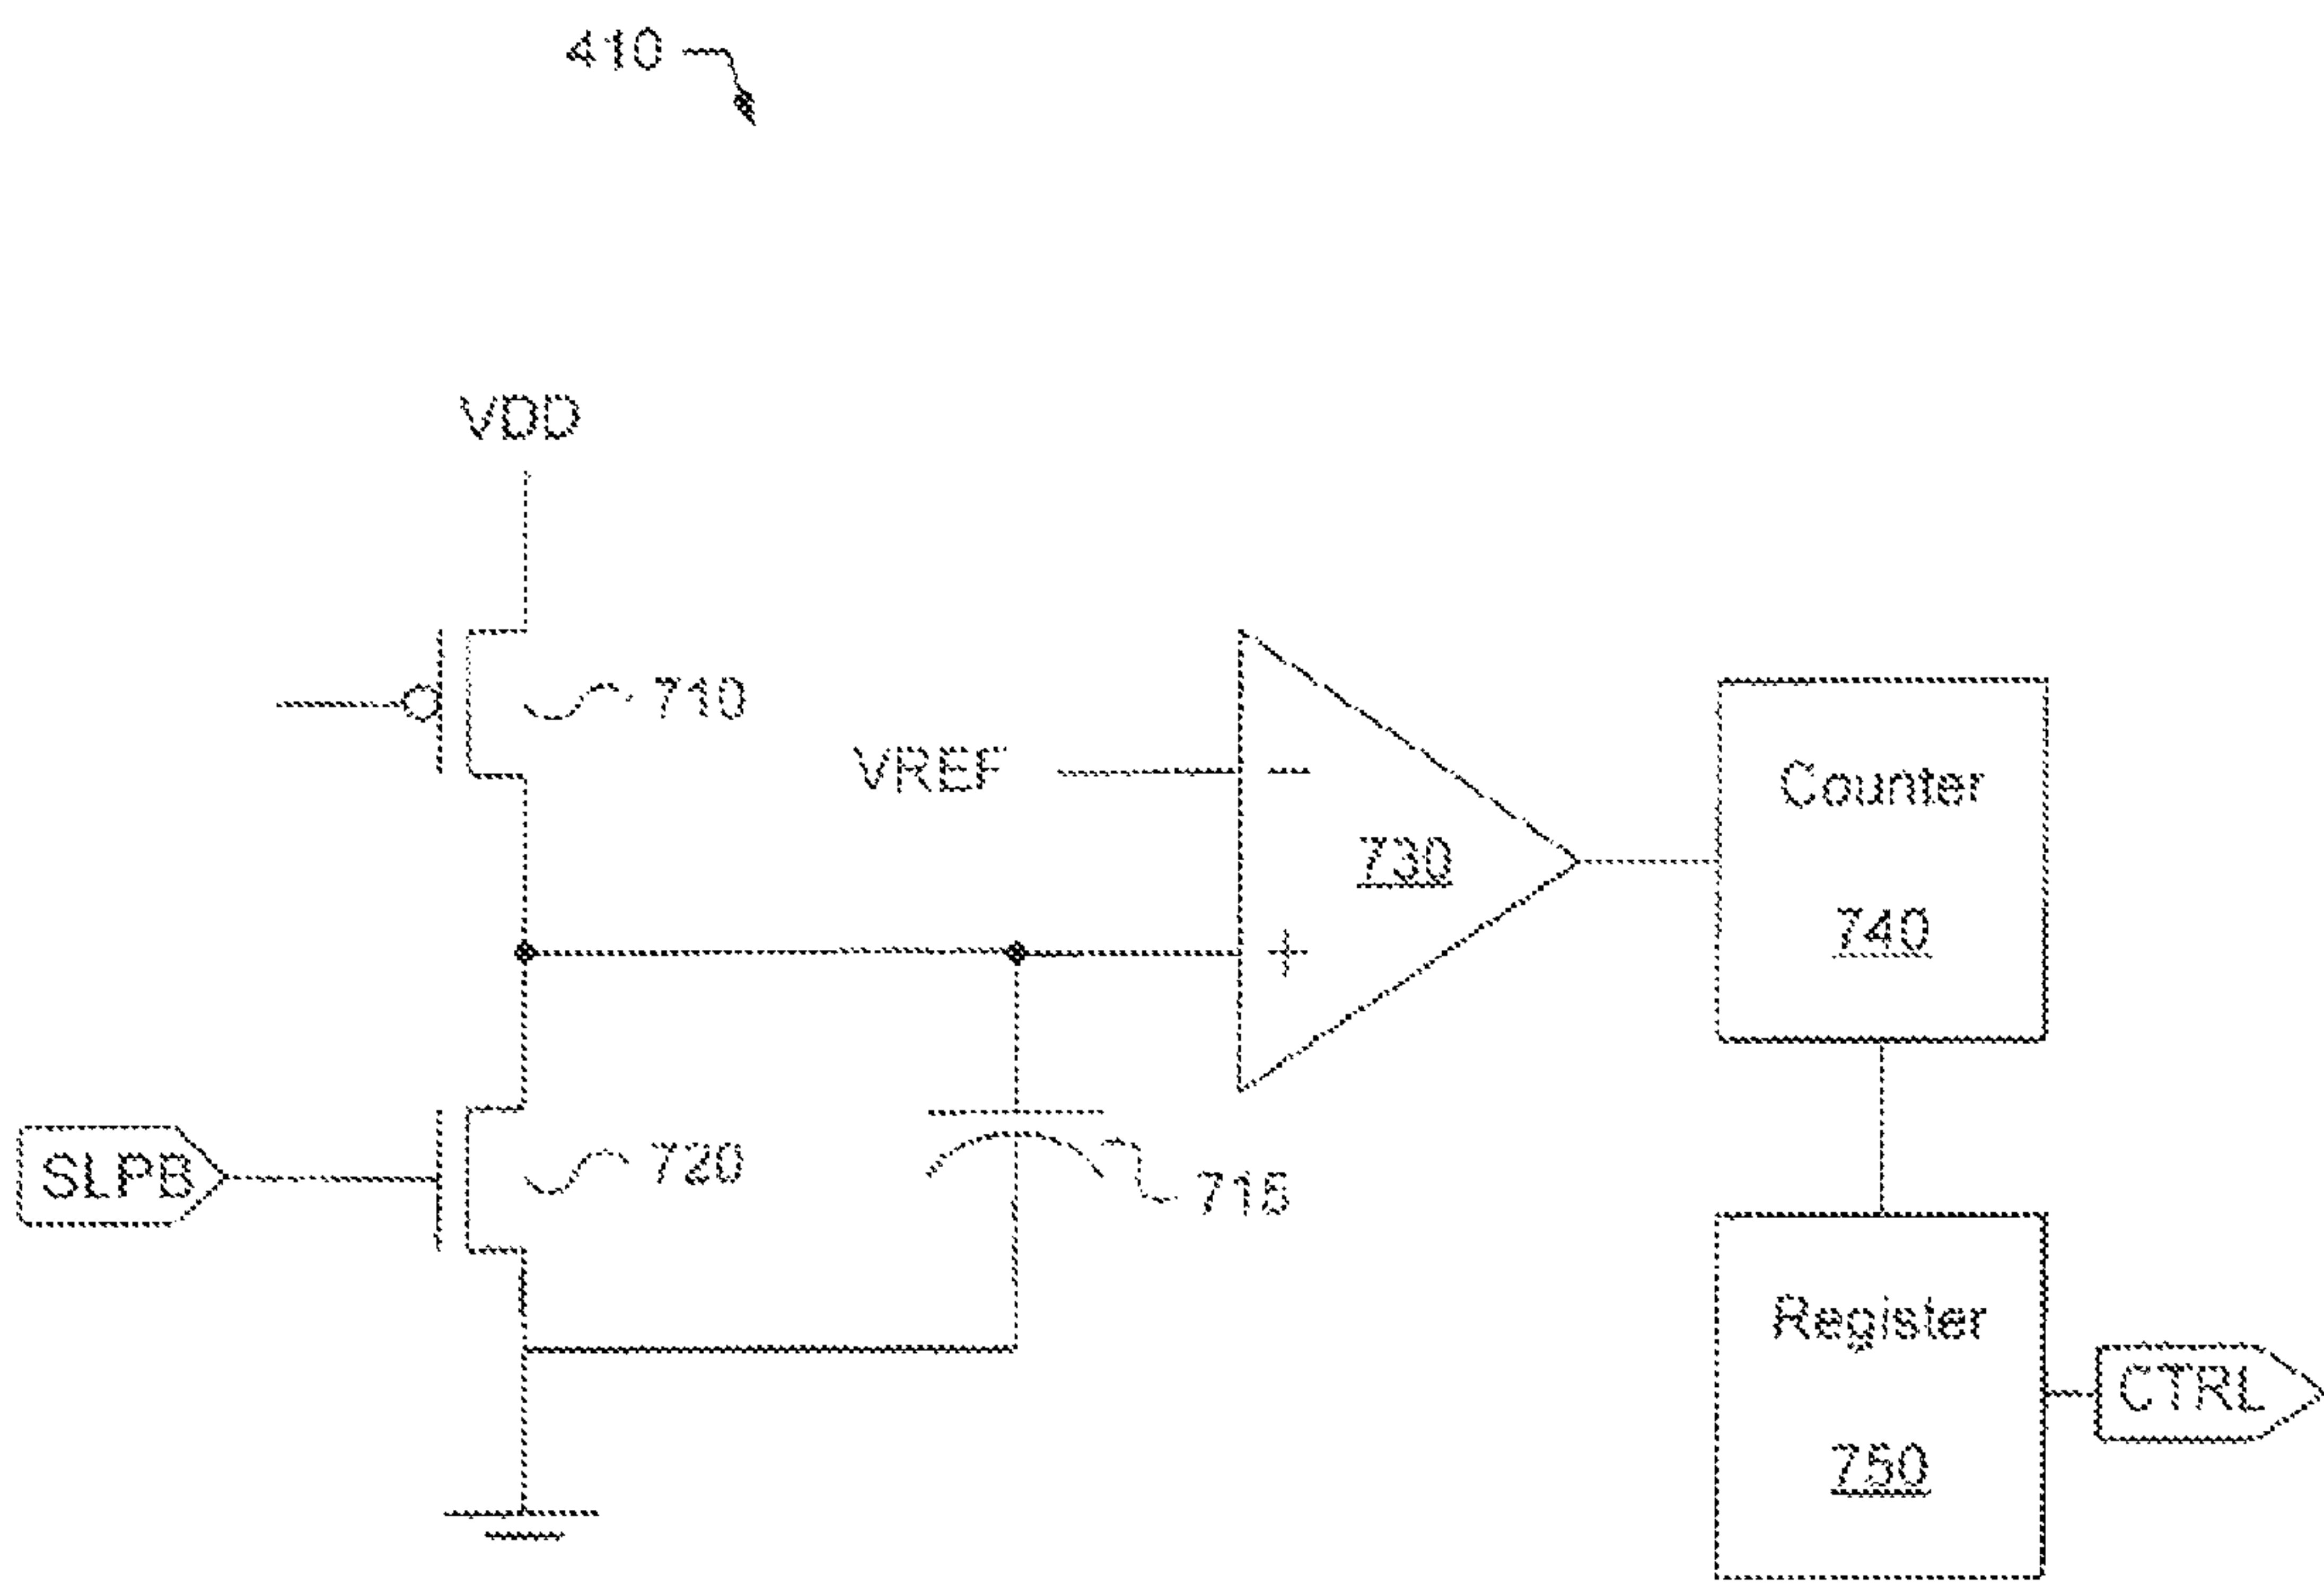 410
VDD
710
VREF
-
730
+
Counter
740
SLPB
720
715
Register
750
CTRL